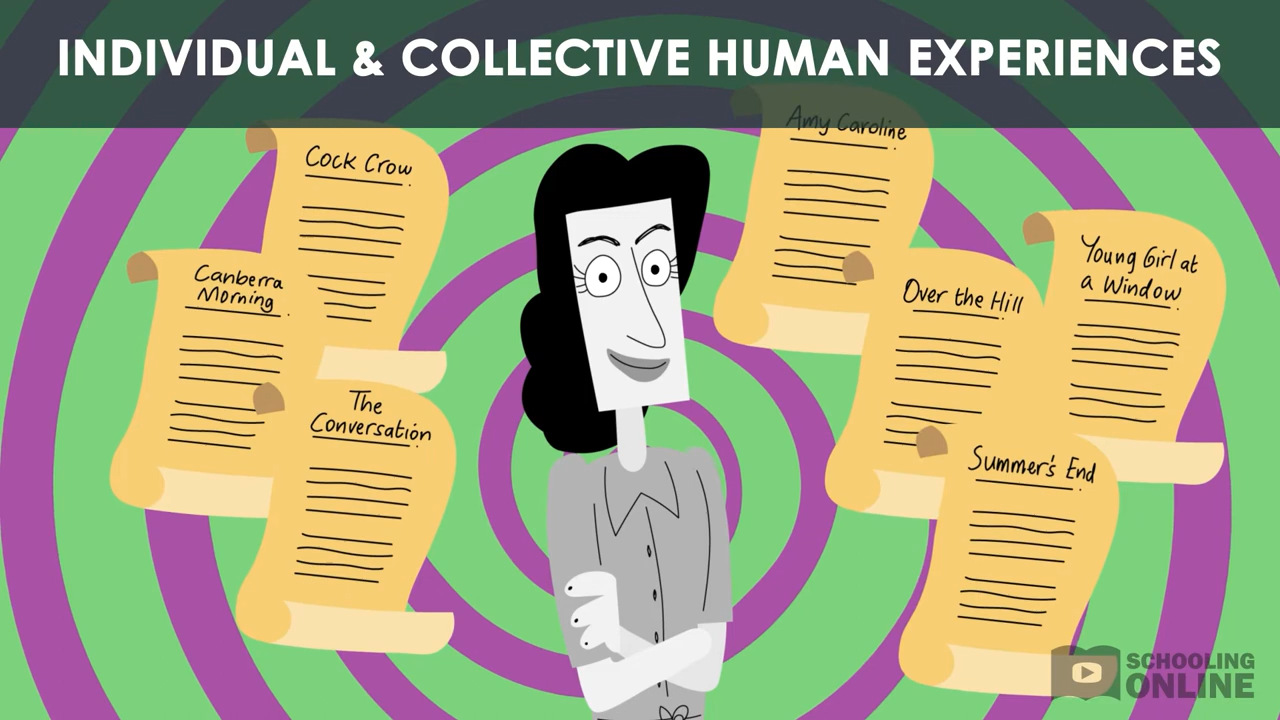 INDIVIDUAL & COLLECTIVE HUMAN EXPERIENCES
Cock Crow
Canberra
Morning
The
Conversation
Amy Caroline
Over the Hill
Young Girl at
a Window
Summer's End
SCHOOLING
ONLINE